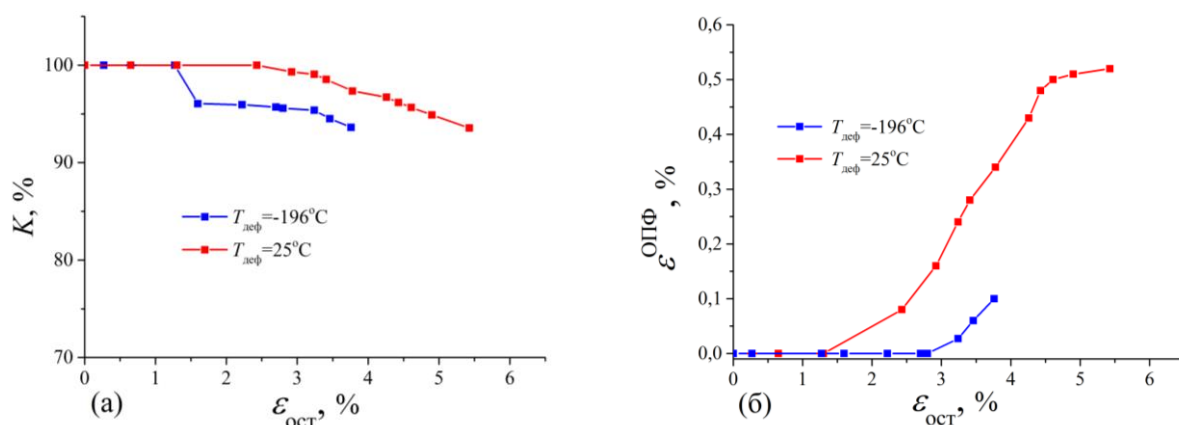 100
90
80
70
K, %
T деф=-196°C
T деф=25°C
0 1 2 3 4 5 6
(а)
ε ост, %
0,6
0,5
0,3
0,2
0,1
0,0
ε ОПФ, %
T деф=-196°C
T деф=25°C
0 1 2 3 4 5 6
(б)
ε ост, %